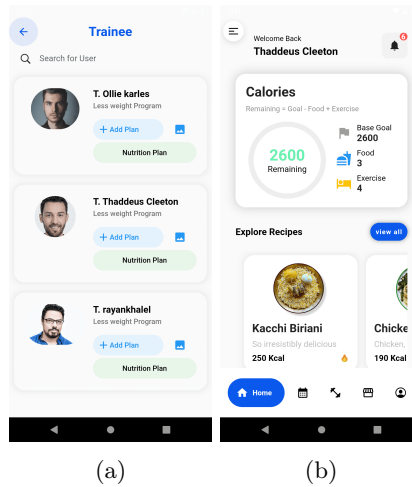 Trainee
Search for User
T. Ollie karles
Less weight Program
+ Add Plan
Nutrition Plan
T. Thaddeus Cleeton
Less weight Program
+ Add Plan
Nutrition Plan
T. rayankhalel
Less weight Program
+ Add Plan
Nutrition Plan
(a)
Welcome Back
Thaddeus Cleeton
6
Calories
Remaining = Goal - Food + Exercise
2600
Remaining
Base Goal
2600
Food
3
Exercise
4
Explore Recipes
view all
Kacchi Biriani
So irresistibly delicious
250 Kcal
Chicke
Chicken,
190 Kcal
Home
(b)